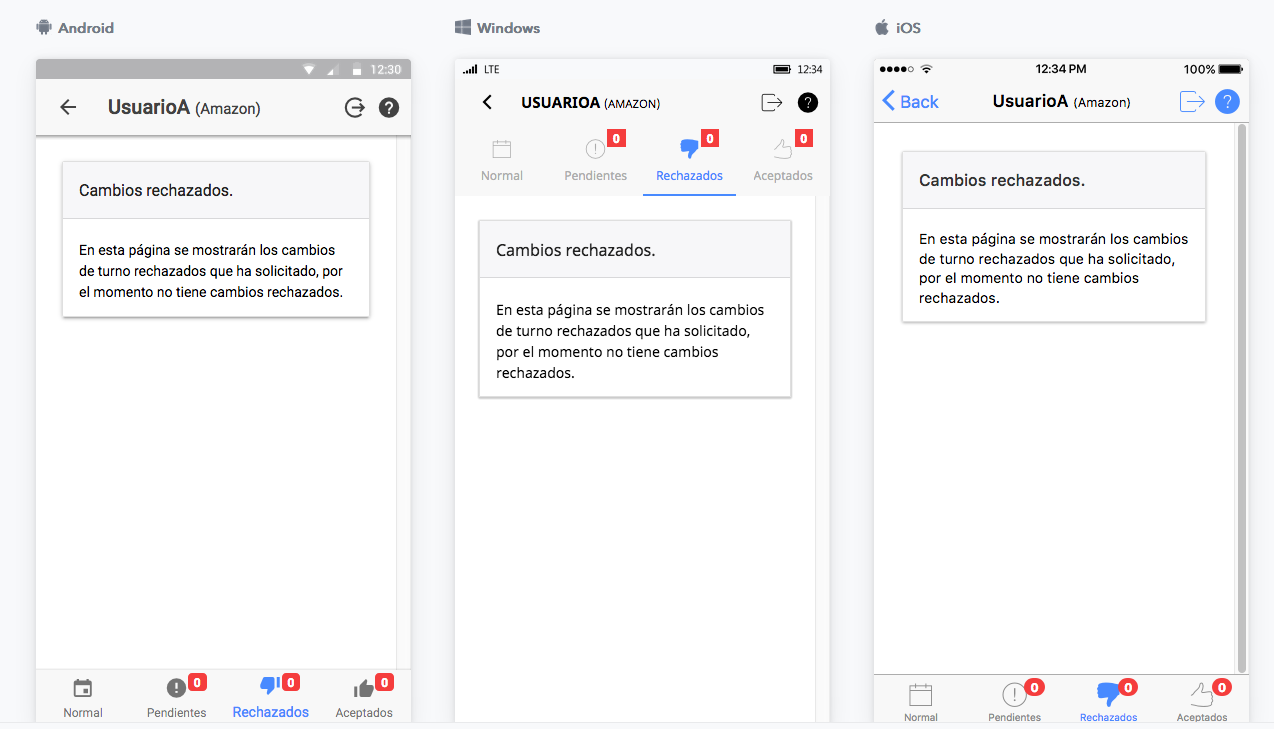 Android
12:30
UsuarioA (Amazon)
?
Cambios rechazados.
En esta página se mostrarán los cambios
de turno rechazados que ha solicitado, por
el momento no tiene cambios rechazados.
0
0
0
Normal
Pendientes
Rechazados
Aceptados
Windows
LTE
12:34
USUARIOA (AMAZON)
?
0
0
0
Normal
Pendientes
Rechazados
Aceptados
Cambios rechazados.
En esta página se mostrarán los cambios
de turno rechazados que ha solicitado,
por el momento no tiene cambios
rechazados.
iOS
12:34 PM
100%
Back
UsuarioA (Amazon)
?
Cambios rechazados.
En esta página se mostrarán los cambios
de turno rechazados que ha solicitado,
por el momento no tiene cambios
rechazados.
0
0
0
Normal
Pendientes
Rechazados
Aceptados